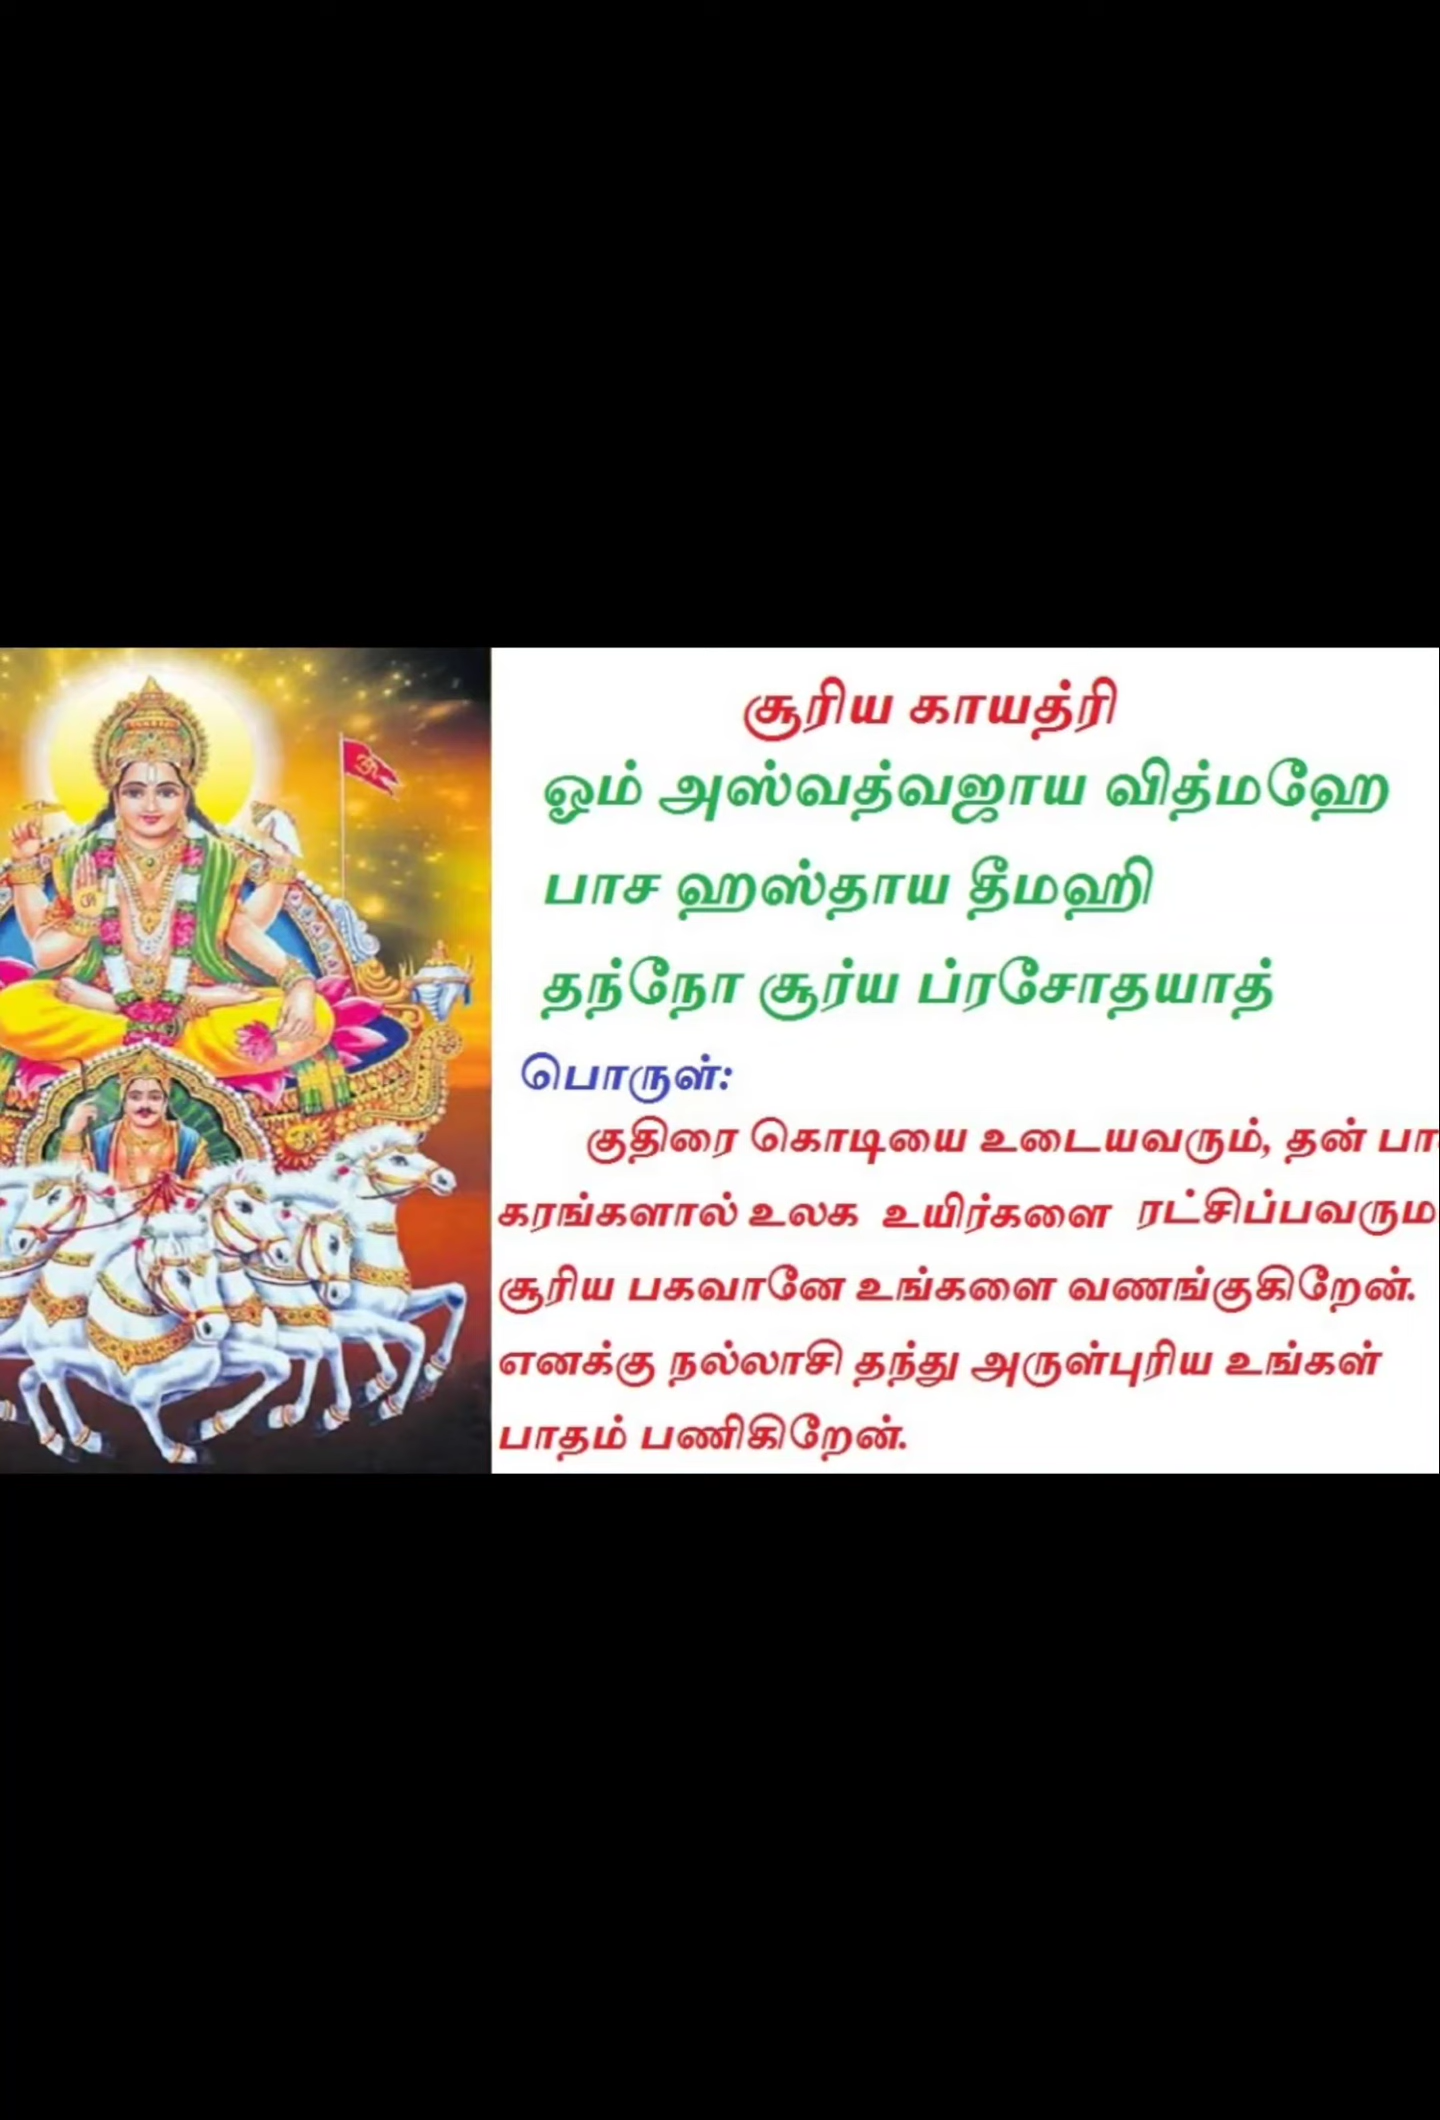 சூரிய காயத்ரி
ஓம் அஸ்வத்வஜாய வித்மஹே
பாச ஹஸ்தாய தீமஹி
தந்நோ சூர்ய ப்ரசோதயாத்
பொருள்:
குதிரை கொடியை உடையவரும், தன்
கரங்களால் உலக உயிர்களை ரட்சிப்பவரும
சூரிய பகவானே உங்களை வணங்குகிறேன்.
எனக்கு நல்லாசி தந்து அருள்புரிய உங்கள்
பாதம் பணிகிறேன்.